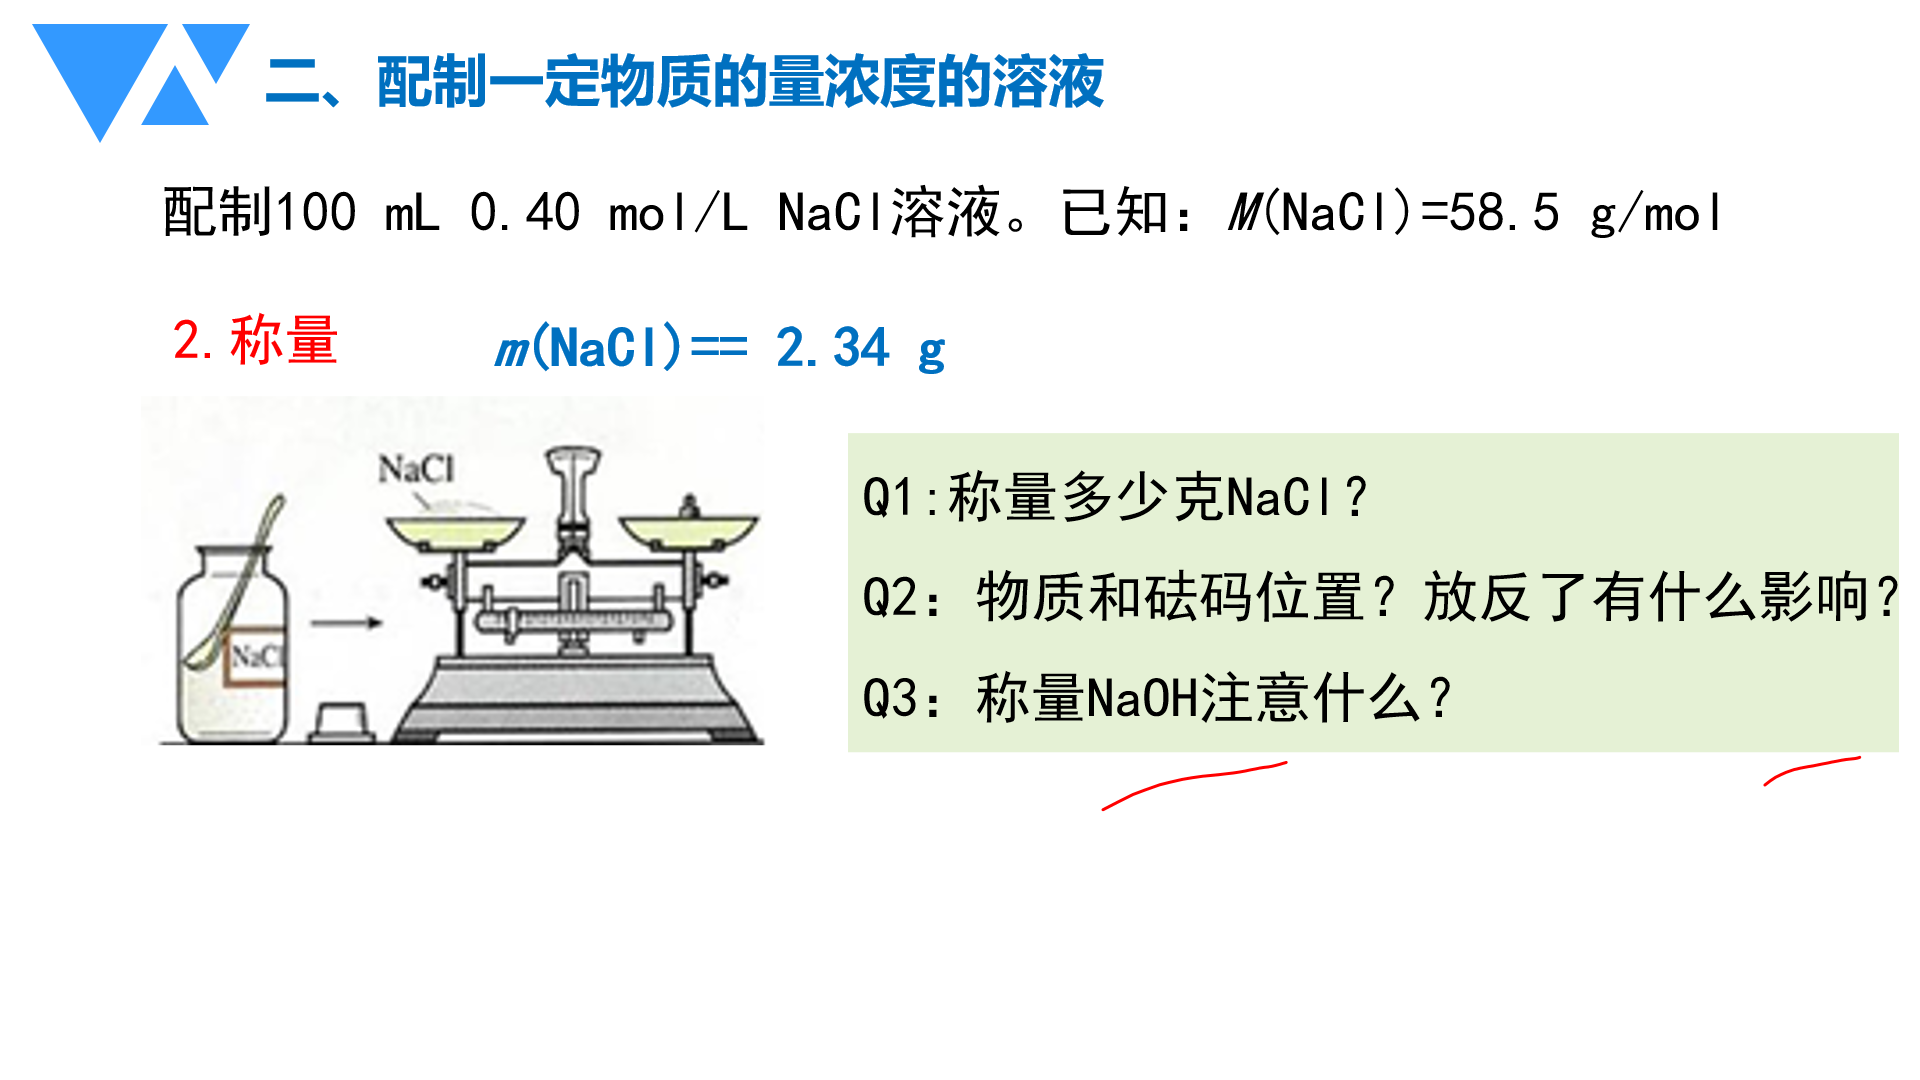 二、配制一定物质的量浓度的溶液
配制100 mL 0.40 mol/L NaCl溶液。已知：M(NaCl)=58.5 g/mol
2.称量
m(NaCl)== 2.34 g
NaCl
NaCl
Q1:称量多少克NaCl？
Q2：物质和砝码位置？放反了有什么影响？
Q3：称量NaOH注意什么？